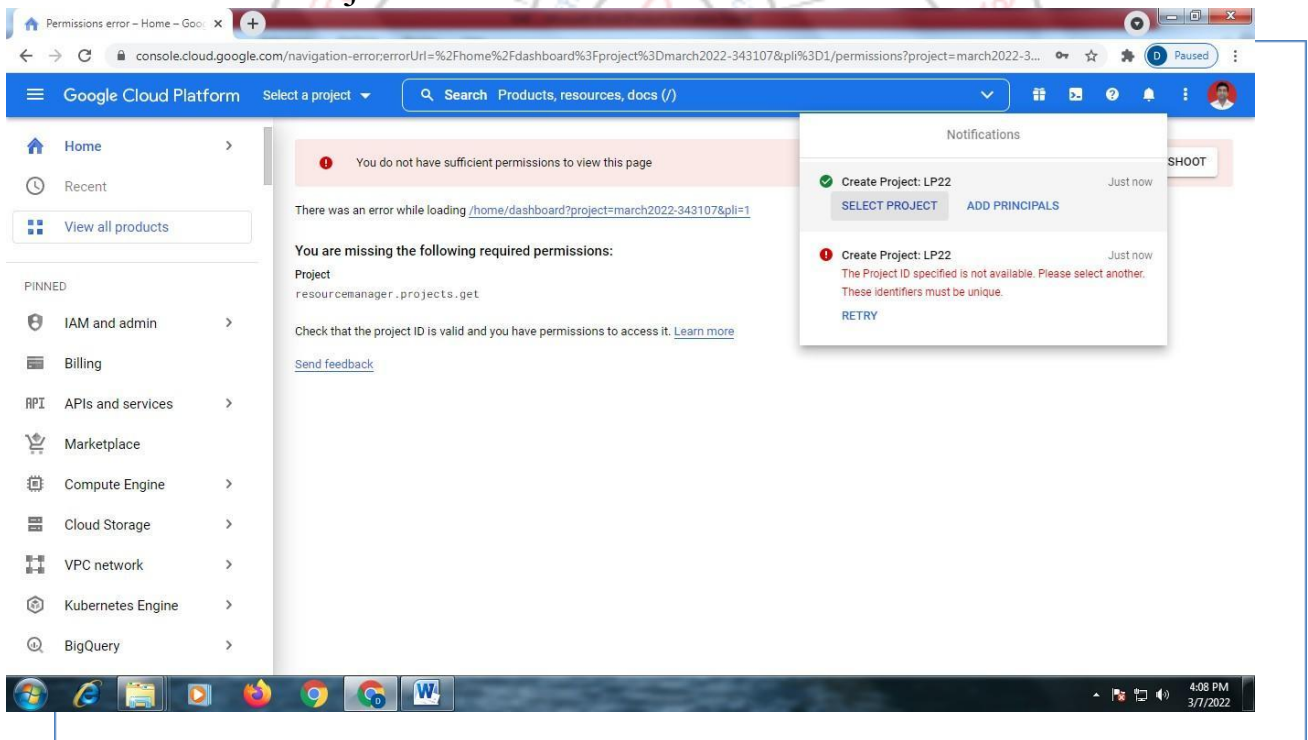 j
Permissions error – Home – Goo
console.cloud.google.com/navigation-error;errorUrl=%2Fhome%2Fdashboard%3Fproject%3Dmarch2022-343107&pli%3D1/permissions?project=march2022-3...
D Paused
Google Cloud Platform Select a project Search Products, resources, docs (/)
Home
Recent
View all products
PINNED
IAM and admin
Billing
API APIs and services
Marketplace
Compute Engine
Cloud Storage
VPC network
Kubernetes Engine
BigQuery
You do not have sufficient permissions to view this page
SHOOT
There was an error while loading /home/dashboard?project=march2022-343107&pli=1
You are missing the following required permissions:
Project
resourcemanager.projects.get
Check that the project ID is valid and you have permissions to access it. Learn more
Send feedback
Notifications
Create Project: LP22 Just now
SELECT PROJECT ADD PRINCIPALS
Create Project: LP22 Just now
The Project ID specified is not available. Please select another.
These identifiers must be unique.
RETRY
4:08 PM
3/7/2022